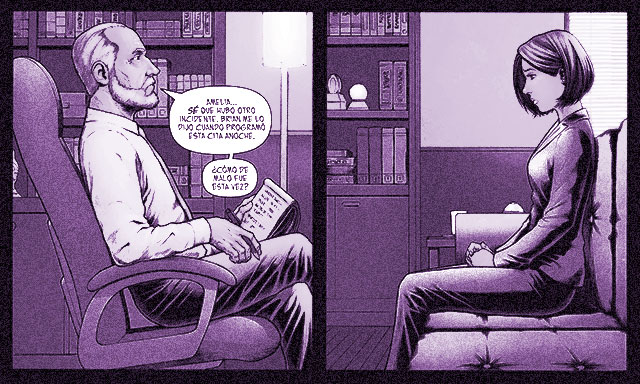 AMELIA...
SÉ QUE HUBO OTRO
INCIDENTE. BRIAN ME LO
DIJO CUANDO PROGRAMÓ
ESTA CITA ANOCHE.
¿CÓMO DE
MALO FUE
ESTA VEZ?